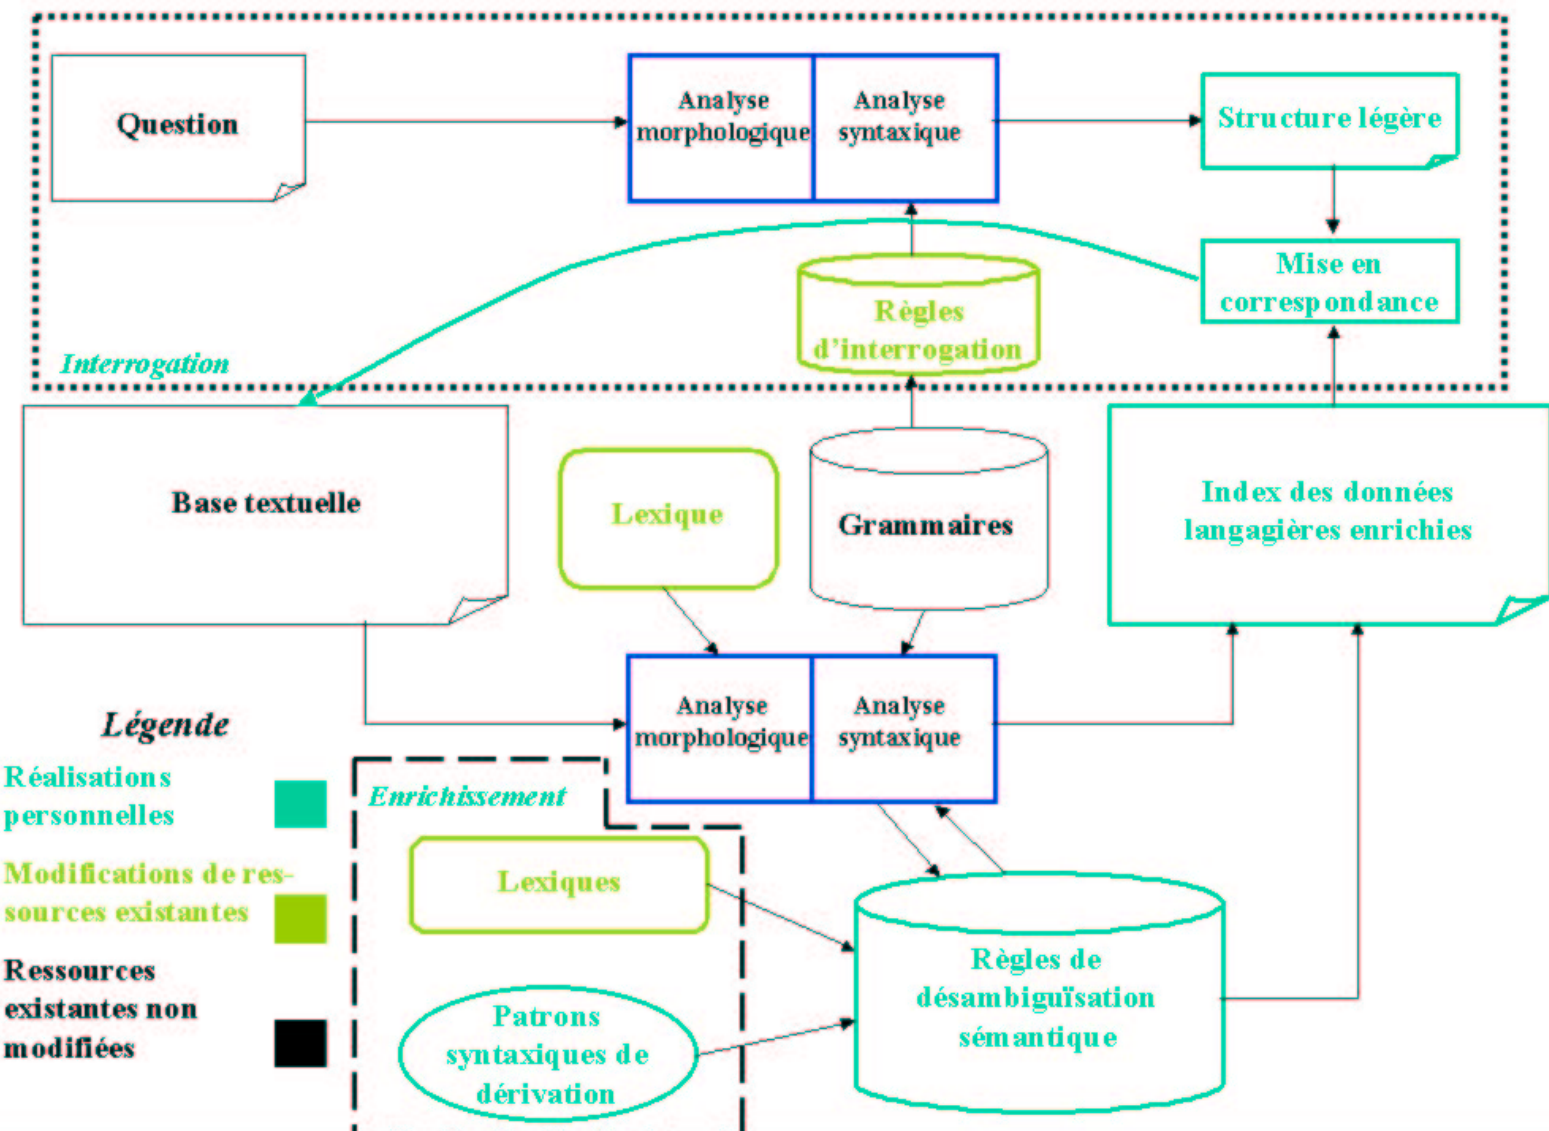 Question
Analyse
morphologique
Analyse
syntaxique
Structure légère
Mise en
correspondance
Règles
d'interrogation
Interrogation
Base textuelle
Lexique
Grammaires
Index des données
langagières enrichies
Analyse
morphologique
Analyse
syntaxique
Légende
Réalisations
personnelles
Modifications de res-
sources existantes
Ressources
existantes non
modifiées
Enrichissement
Lexiques
Patrons
syntaxiques de
dérivation
Règles de
désambiguïsation
sémantique